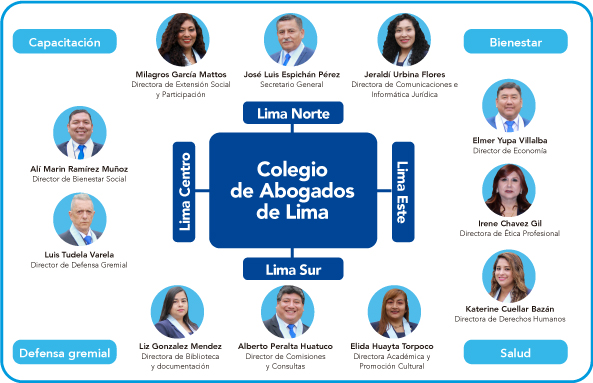 Capacitación
Bienestar
Milagros García Mattos
Directora de Extensión Social
y Participación
José Luis Espichán Pérez
Secretario General
Jeraldí Urbina Flores
Directora de Comunicaciones e
Informática Jurídica
Lima Norte
Alí Marin Ramírez Muñoz
Director de Bienestar Social
Elmer Yupa Villalba
Director de Economía
Lima Centro
Colegio
de Abogados
de Lima
Lima Este
Luis Tudela Varela
Director de Defensa Gremial
Irene Chavez Gil
Directora de Ética Profesional
Lima Sur
Katerine Cuellar Bazán
Directora de Derechos Humanos
Liz Gonzalez Mendez
Directora de Biblioteca
y documentación
Alberto Peralta Huatuco
Director de Comisiones
y Consultas
Elida Huayta Torpoco
Directora Académica y
Promoción Cultural
Defensa gremial
Salud